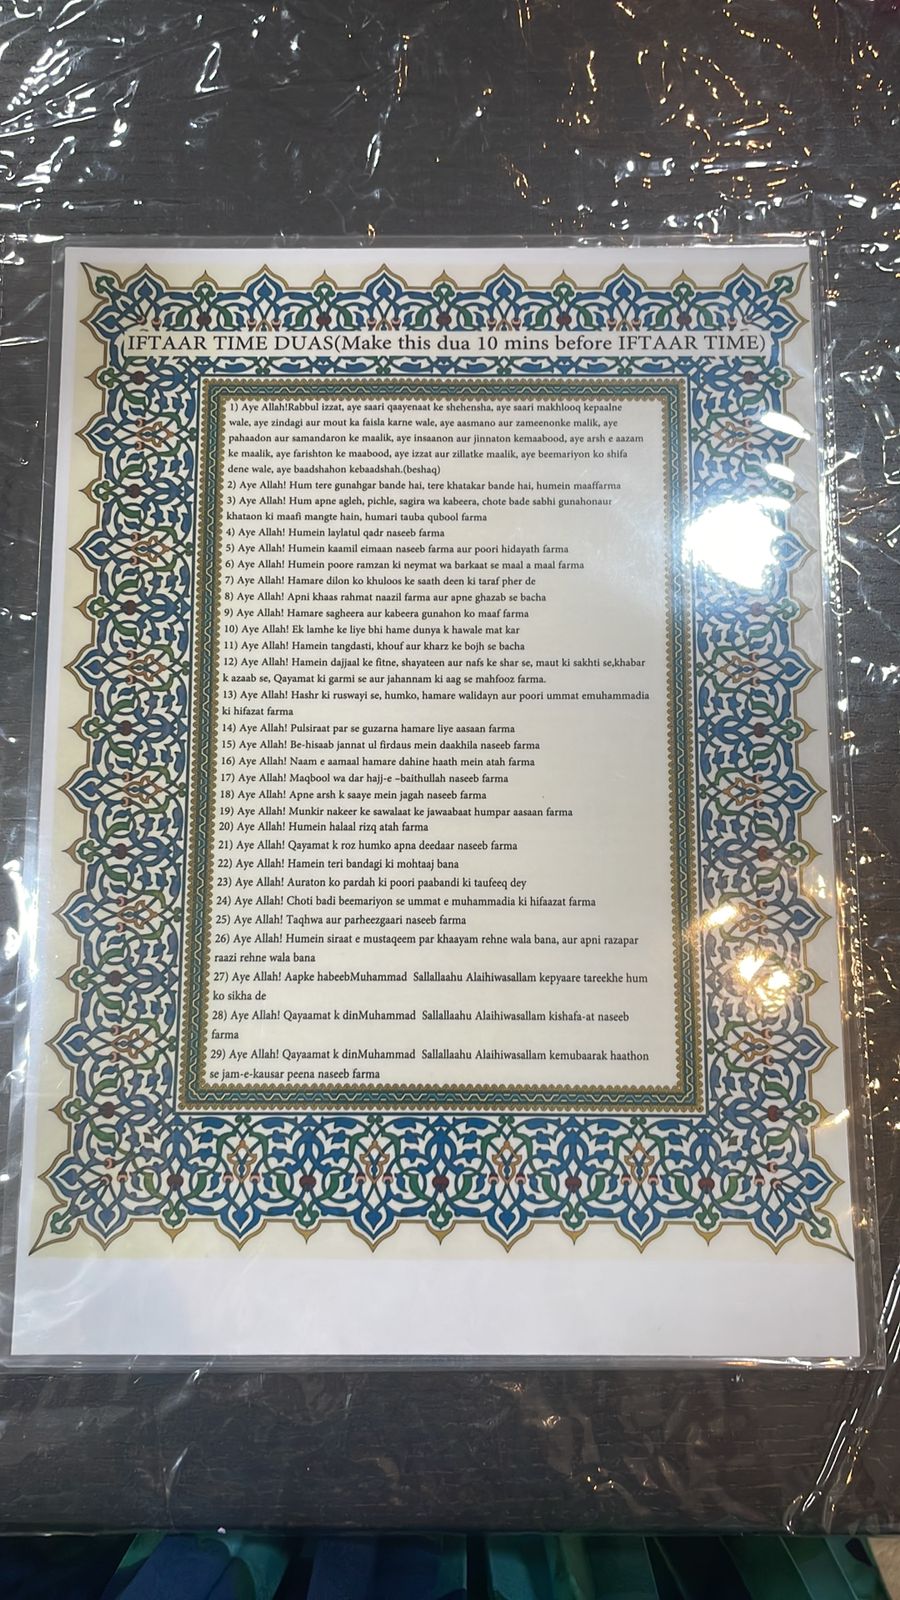 IFTAAR TIME DUAS(Make this dua 10 mins before IFTAAR TIME)
1) Aye Allah!Rabbul izzat, aye saari qaayenaat ke shehensha, aye saari makhlooq kepaalne
wale, aye zindagi aur mout ka faisla karne wale, aye aasmano aur zameenonke malik, aye
pahaadon aur samandaron ke maalik, aye insaanon aur jinnaton kemaabood, aye arsh e aazam
ke maalik, aye farishton ke maabood, aye izzat aur zillatke maalik, aye beemariyon ko shifa
dene wale, aye baadshahon kebaadshah.(beshaq)
2) Aye Allah! Hum tere gunahgar bande hai, tere khatakar bande hai, humein maaffarma
3) Aye Allah! Hum apne agleh, pichle, sagira wa kabeera, chote bade sabhi gunahonaur
khataon ki maafi mangte hain, humari tauba qubool farma
4) Aye Allah! Humein laylatul qadr naseeb farma
5) Aye Allah! Humein kaamil eimaan naseeb farma aur poori hidayath farma
6) Aye Allah! Humein poore ramzan ki neymat wa barkaat se maal a maal farma
7) Aye Allah! Hamare dilon ko khuloos ke saath deen ki taraf pher de
8) Aye Allah! Apni khaas rahmat naazil farma aur apne ghazab se bacha
9) Aye Allah! Hamare sagheera aur kabeera gunahon ko maaf farma
10) Aye Allah! Ek lamhe ke liye bhi hame dunya k hawale mat kar
11) Aye Allah! Hamein tangdasti, khouf aur kharz ke bojh se bacha
12) Aye Allah! Hamein dajjaal ke fitne, shayateen aur nafs ke shar se, maut ki sakhti se,khabar
k azaab se, Qayamat ki garmi se aur jahannam ki aag se mahfooz farma.
13) Aye Allah! Hashr ki ruswayi se, humko, hamare walidayn aur poori ummat emuhammadia
ki hifazat farma
14) Aye Allah! Pulsiraat par se guzarna hamare liye aasaan farma
15) Aye Allah! Be-hisaab jannat ul firdaus mein daakhila naseeb farma
16) Aye Allah! Naam e aamaal hamare dahine haath mein atah farma
17) Aye Allah! Maqbool wa dar hajj-e –baithullah naseeb farma
18) Aye Allah! Apne arsh k saaye mein jagah naseeb farma
19) Aye Allah! Munkir nakeer ke sawalaat ke jawaabaat humpar aasaan farma
20) Aye Allah! Humein halaal rizq atah farma
21) Aye Allah! Qayamat k roz humko apna deedaar naseeb farma
22) Aye Allah! Hamein teri bandagi ki mohtaaj bana
23) Aye Allah! Auraton ko pardah ki poori paabandi ki taufeeq dey
24) Aye Allah! Choti badi beemariyon se ummat e muhammadia ki hifaazat farma
25) Aye Allah! Taqhwa aur parheezgaari naseeb farma
26) Aye Allah! Humein siraat e mustaqeem par khaayam rehne wala bana, aur apni razapar
raazi rehne wala bana
27) Aye Allah! Aapke habeebMuhammad Sallallaahu Alaihiwasallam kepyaare tareekhe hum
ko sikha de
28) Aye Allah! Qayaamat k dinMuhammad Sallallaahu Alaihiwasallam kishafa-at naseeb
farma
29) Aye Allah! Qayaamat k dinMuhammad Sallallaahu Alaihiwasallam kemubaarak haathon
se jam-e-kausar peena naseeb farma